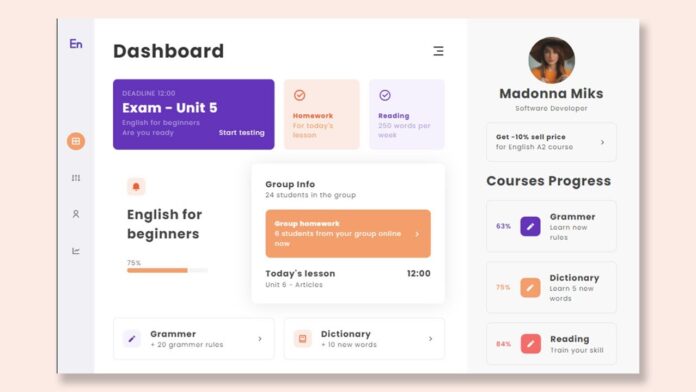 En
Dashboard
DEADLINE 12:00
Exam - Unit 5
English for beginners
Are you ready
Start testing
Homework
For today's
lesson
Reading
250 words per
week
English for
beginners
75%
Group Info
24 students in the group
Group homework
6 students from your group online
now
Today's lesson
12:00
Unit 6 - Articles
Grammer
+ 20 grammer rules
Dictionary
+ 10 new words
Madonna Miks
Software Developer
Get -10% sell price
for English A2 course
Courses Progress
63%
Grammer
Learn new
rules
75%
Dictionary
Learn 5 new
words
84%
Reading
Train your skill